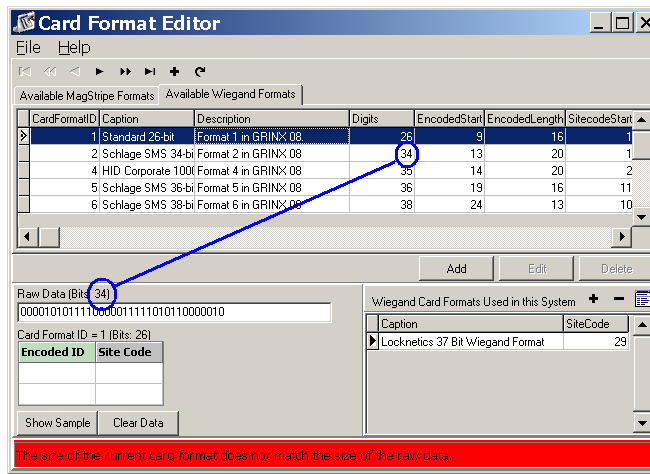 Card Format Editor
File Help
Available MagStripe Formats Available Wiegand Formats
CardFormatID Caption Description Digits EncodedStart EncodedLength SitecodeStart
1 Standard 26-bit Format 1 in GRINX 08. 26 9 16 1
2 Schlage SMS 34-bi Format 2 in GRINX 08 34 13 20 1
4 HID Corporate 100( Format 4 in GRINX 08 35 14 20 2
5 Schlage SMS 36-bi Format 5 in GRINX 08 36 19 16 11
6 Schlage SMS 38-bi Format 6 in GRINX 08 38 24 13 10
Add Edit Delete
Raw Data (Bits: 34)
0000101011110000011111010110000010
Card Format ID = 1 (Bits: 26)
Encoded ID Site Code
Show Sample Clear Data
Wiegand Card Formats Used in this System
Caption SiteCode
Locknetics 37 Bit Wiegand Format 29
The size of the current card format does not match the size of the raw data.